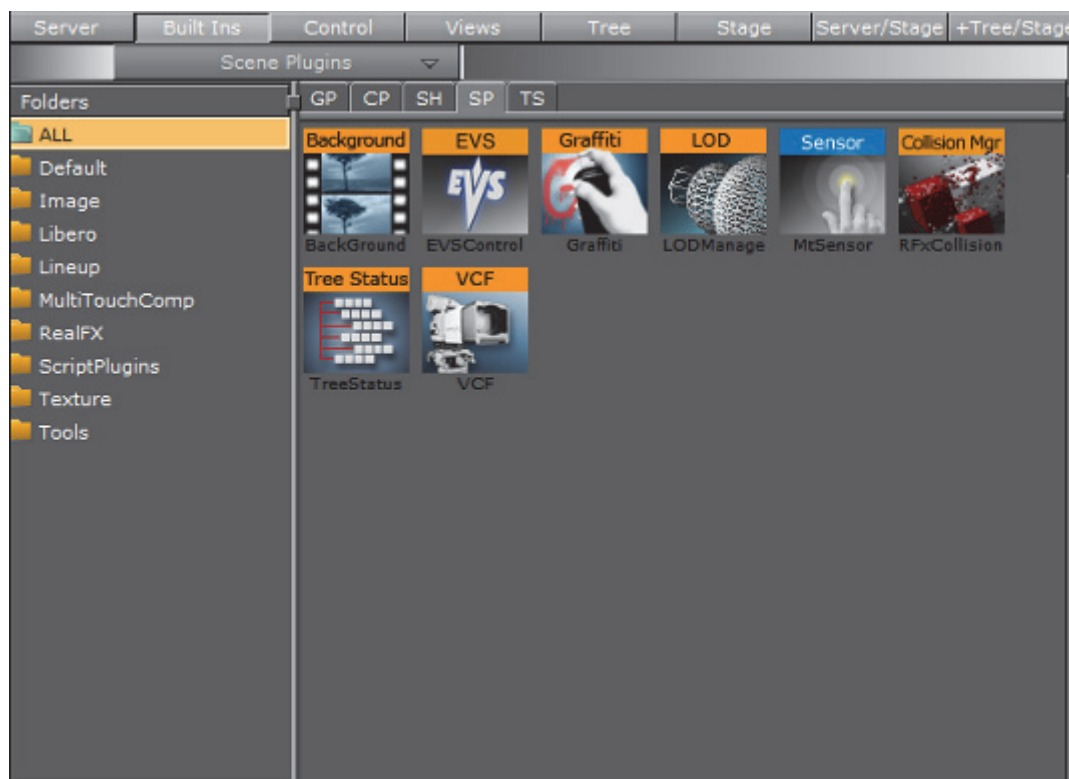 Server Built Ins Control Views Tree Stage Server/Stage +Tree/Stage
Scene Plugins
Folders
GP CP SH SP TS
ALL
Default
Image
Libero
Lineup
MultiTouchComp
RealFX
ScriptPlugins
Texture
Tools
Background EVS Graffiti LOD Sensor Collision Mgr
EVS
BackGround EVSControl Graffiti LODManage MtSensor RFxCollision
Tree Status VCF
TreeStatus VCF